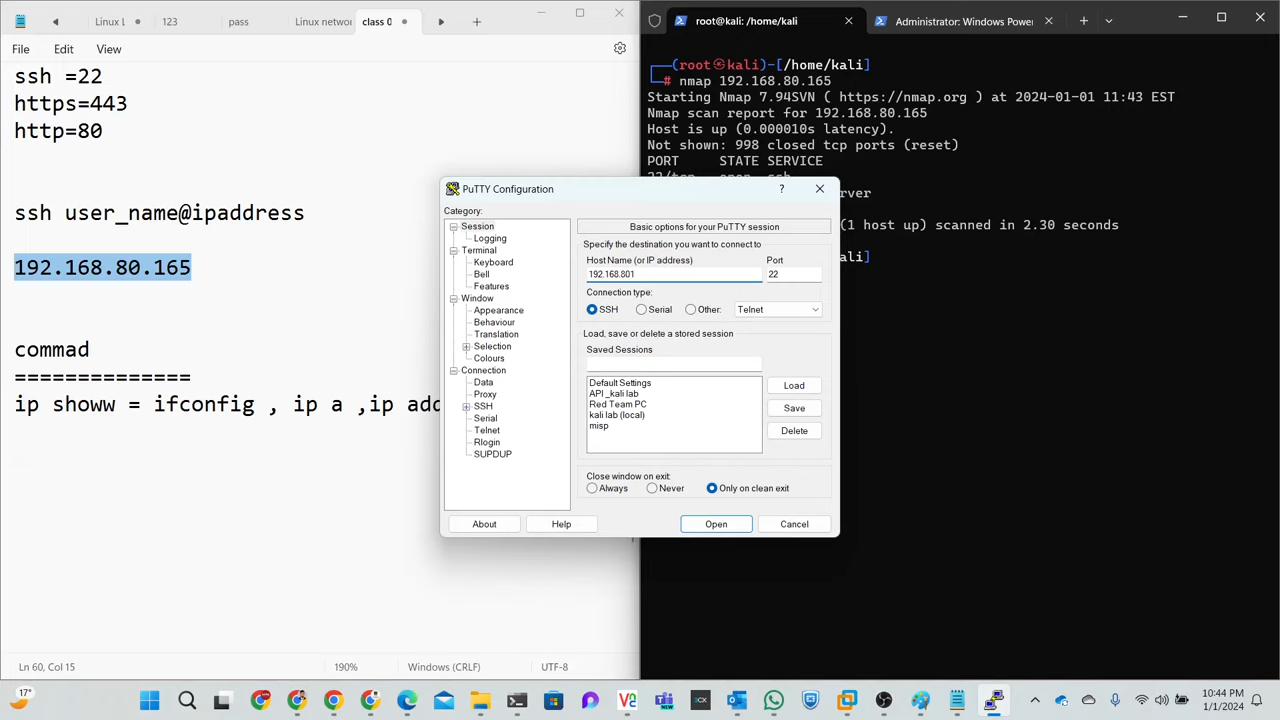 Linux L
123
pass
Linux networ
class 0
File
Edit
View
ssh =22
https=443
http=80
ssh user_name@ipaddress
192.168.80.165
commad
==============
ip showw = ifconfig , ip a ,ip add
Ln 60, Col 15
190%
Windows (CRLF)
UTF-8
root@kali: /home/kali
Administrator: Windows Powe
(root㉿kali)-[/home/kali]
# nmap 192.168.80.165
Starting Nmap 7.94SVN ( https://nmap.org ) at 2024-01-01 11:43 EST
Nmap scan report for 192.168.80.165
Host is up (0.000010s latency).
Not shown: 998 closed tcp ports (reset)
PORT STATE SERVICE
22/tcp open ssh
erver
(1 host up) scanned in 2.30 seconds
ali]
PuTTY Configuration
?
Category:
Session
Logging
Terminal
Keyboard
Bell
Features
Window
Appearance
Behaviour
Translation
Selection
Colours
Connection
Data
Proxy
SSH
Serial
Telnet
Rlogin
SUPDUP
Basic options for your PuTTY session
Specify the destination you want to connect to
Host Name (or IP address) Port
192.168.801 22
Connection type:
SSH Serial Other: Telnet
Load, save or delete a stored session
Saved Sessions
Default Settings
API _kali lab
Red Team PC
kali lab (local)
misp
Load
Save
Delete
Close window on exit:
Always Never Only on clean exit
About
Help
Open
Cancel
17°
NEW
3CX
10:44 PM
1/1/2024